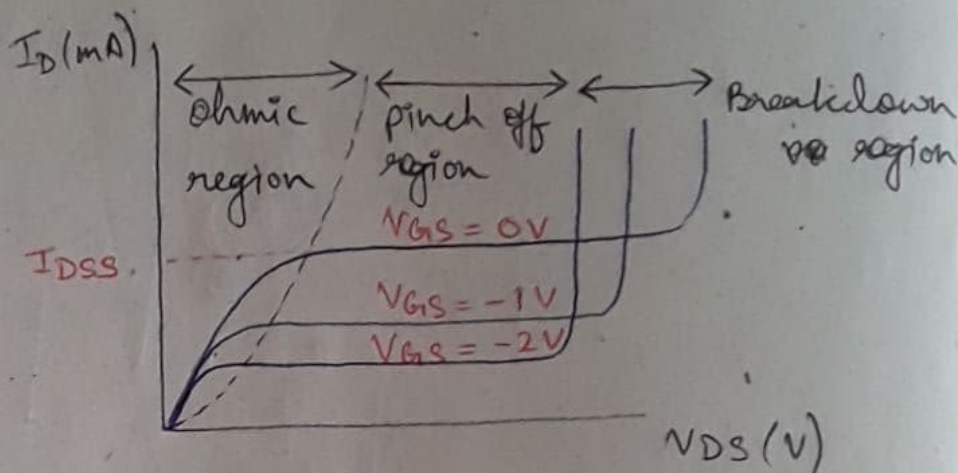 ID (mA)
ohmic
region
pinch off
region
Breakdown
region
VGS = 0V
IDSS.
VGS = -1V
VGS = -2V
VDS (V)